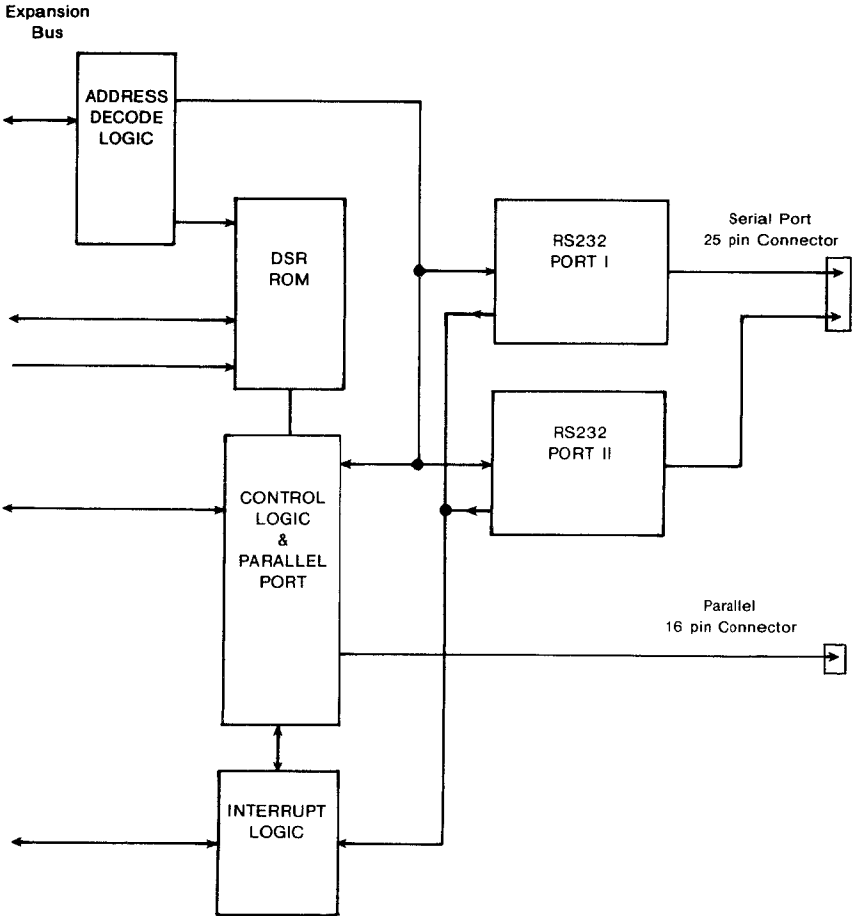 Expansion
Bus
ADDRESS
DECODE
LOGIC
DSR
ROM
RS232
PORT I
Serial Port
25 pin Connector
RS232
PORT II
CONTROL
LOGIC
&
PARALLEL
PORT
Parallel
16 pin Connector
INTERRUPT
LOGIC